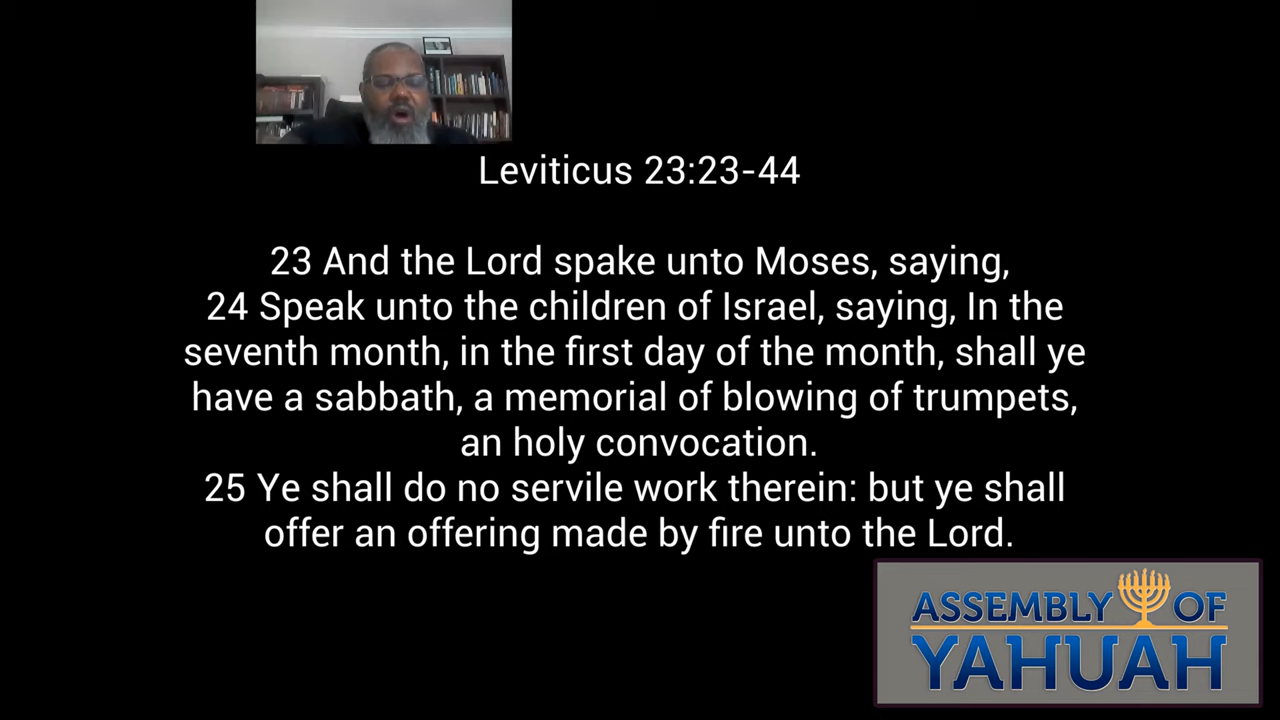 Leviticus 23:23-44
23 And the Lord spake unto Moses, saying,
24 Speak unto the children of Israel, saying, In the
seventh month, in the first day of the month, shall ye
have a sabbath, a memorial of blowing of trumpets,
an holy convocation.
25 Ye shall do no servile work therein: but ye shall
offer an offering made by fire unto the Lord.
ASSEMBLY OF
YAHUAH